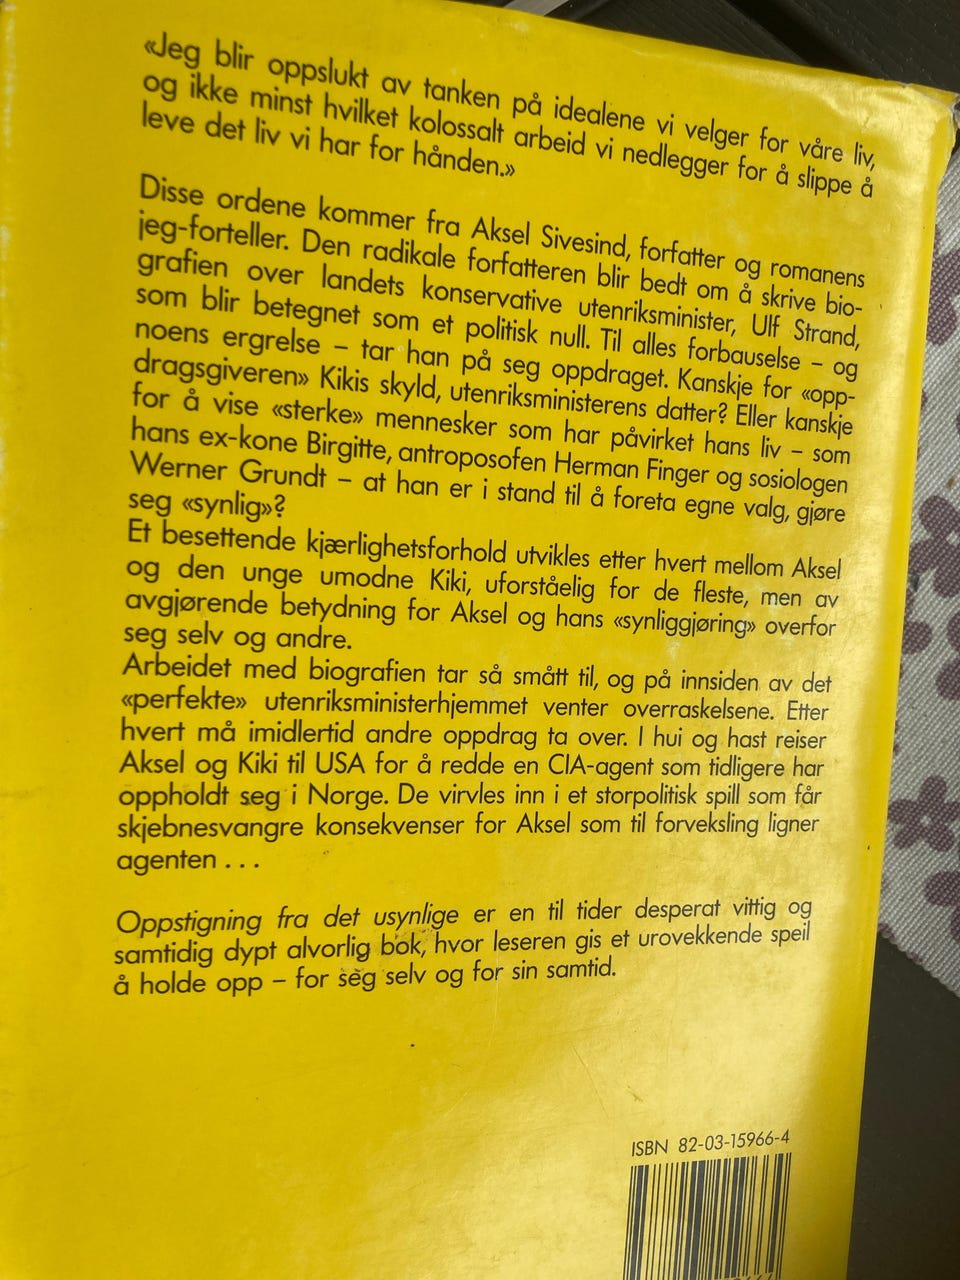 «Jeg blir oppslukt av tanken på idealene vi velger for våre liv,
og ikke minst hvilket kolossalt arbeid vi nedlegger for å slippe å
leve det liv vi har for hånden.»
Disse ordene kommer fra Aksel Sivesind, forfatter og romanens
jeg-forteller. Den radikale forfatteren blir bedt om å skrive bio-
grafien over landets konservative utenriksminister, Ulf Strand,
som blir betegnet som et politisk null. Til alles forbauselse – og
noens ergrelse – tar han på seg oppdraget. Kanskje for «opp-
dragsgiveren» Kikis skyld, utenriksministerens datter? Eller kanskje
for å vise «sterke» mennesker som har påvirket hans liv – som
hans ex-kone Birgitte, antroposofen Herman Finger og sosiologen
Werner Grundt – at han er i stand til å foreta egne valg, gjøre
seg «synlig»?
Et besettende kjærlighetsforhold utvikles etter hvert mellom Aksel
og den unge umodne Kiki, uforståelig for de fleste, men av
avgjørende betydning for Aksel og hans «synliggjøring» overfor
seg selv og andre.
Arbeidet med biografien tar så smått til, og på innsiden av det
«perfekte» utenriksministerhjemmet venter overraskelsene. Etter
hvert må imidlertid andre oppdrag ta over. I hui og hast reiser
Aksel og Kiki til USA for å redde en CIA-agent som tidligere har
oppholdt seg i Norge. De virvles inn i et storpolitisk spill som får
skjebnesvangre konsekvenser for Aksel som til forveksling ligner
agenten . . .
Oppstigning fra det usynlige er en til tider desperat vittig og
samtidig dypt alvorlig bok, hvor leseren gis et urovekkende speil
å holde opp – for seg selv og for sin samtid.
ISBN 82-03-15966-4